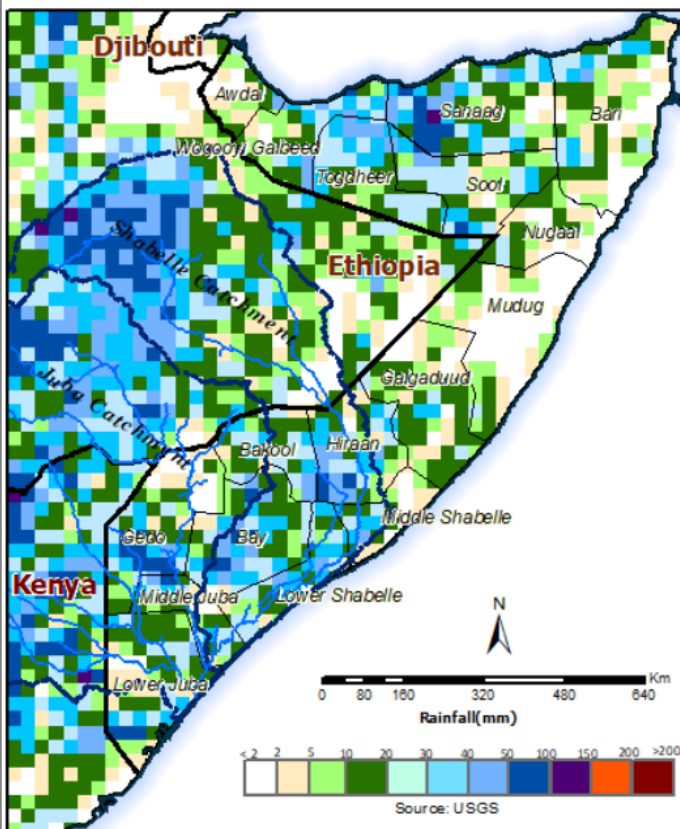 Djibouti
Awdal
Sanaag
Bari
Woqooyi Galbeed
Togdheer
Sool
Shabelle Catchment
Ethiopia
Nugaal
Mudug
Juba Catchment
Galgaduud
Bakool
Hiraan
Middle Shabelle
Gedo
Bay
Kenya
Middle Juba
Lower Shabelle
N
Lower Juba
Km
0 80 160 320 480 640
Rainfall(mm)
< 2 2 5 10 20 30 40 50 100 150 200 >200
Source: USGS